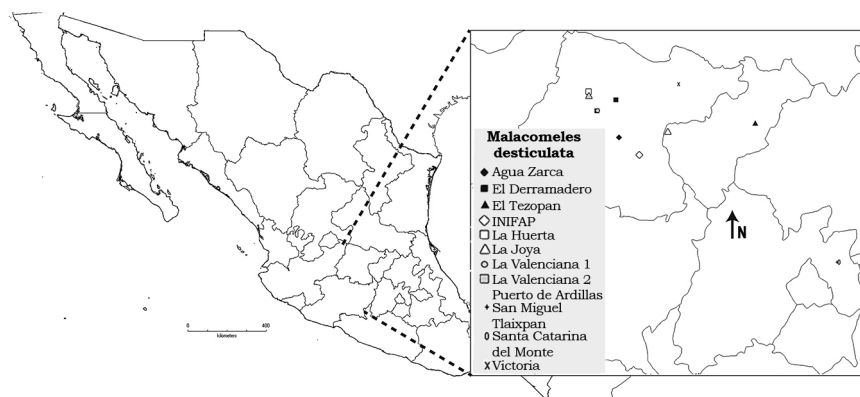 Malacomeles
desticulata
Agua Zarca
El Derramadero
El Tezopan
INIFAP
La Huerta
La Joya
La Valenciana 1
La Valenciana 2
Puerto de Ardillas
San Miguel
Tlaixpan
Santa Catarina
del Monte
Victoria
N
0 400
kilometers